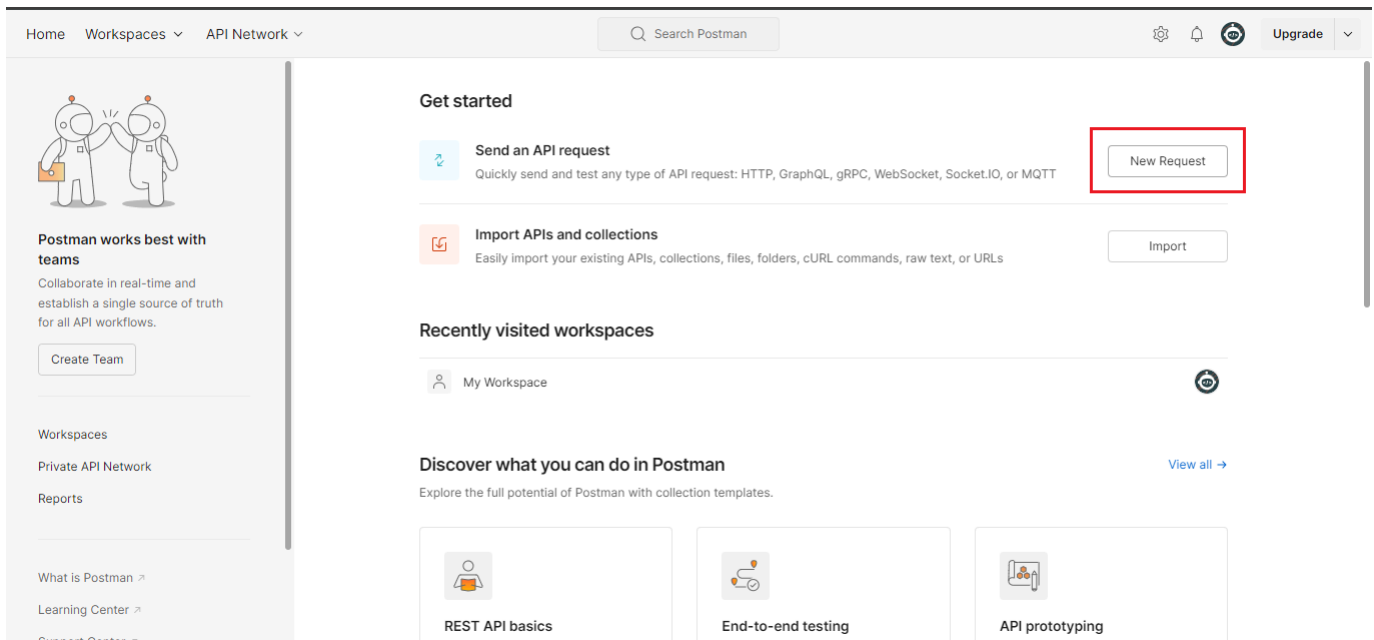 Home Workspaces API Network
Search Postman
Upgrade
Postman works best with
teams
Collaborate in real-time and
establish a single source of truth
for all API workflows.
Create Team
Workspaces
Private API Network
Reports
What is Postman
Learning Center
Support Center
Get started
Send an API request
Quickly send and test any type of API request: HTTP, GraphQL, gRPC, WebSocket, Socket.IO, or MQTT
New Request
Import APIs and collections
Easily import your existing APIs, collections, files, folders, cURL commands, raw text, or URLs
Import
Recently visited workspaces
My Workspace
Discover what you can do in Postman
View all →
Explore the full potential of Postman with collection templates.
REST API basics
End-to-end testing
API prototyping